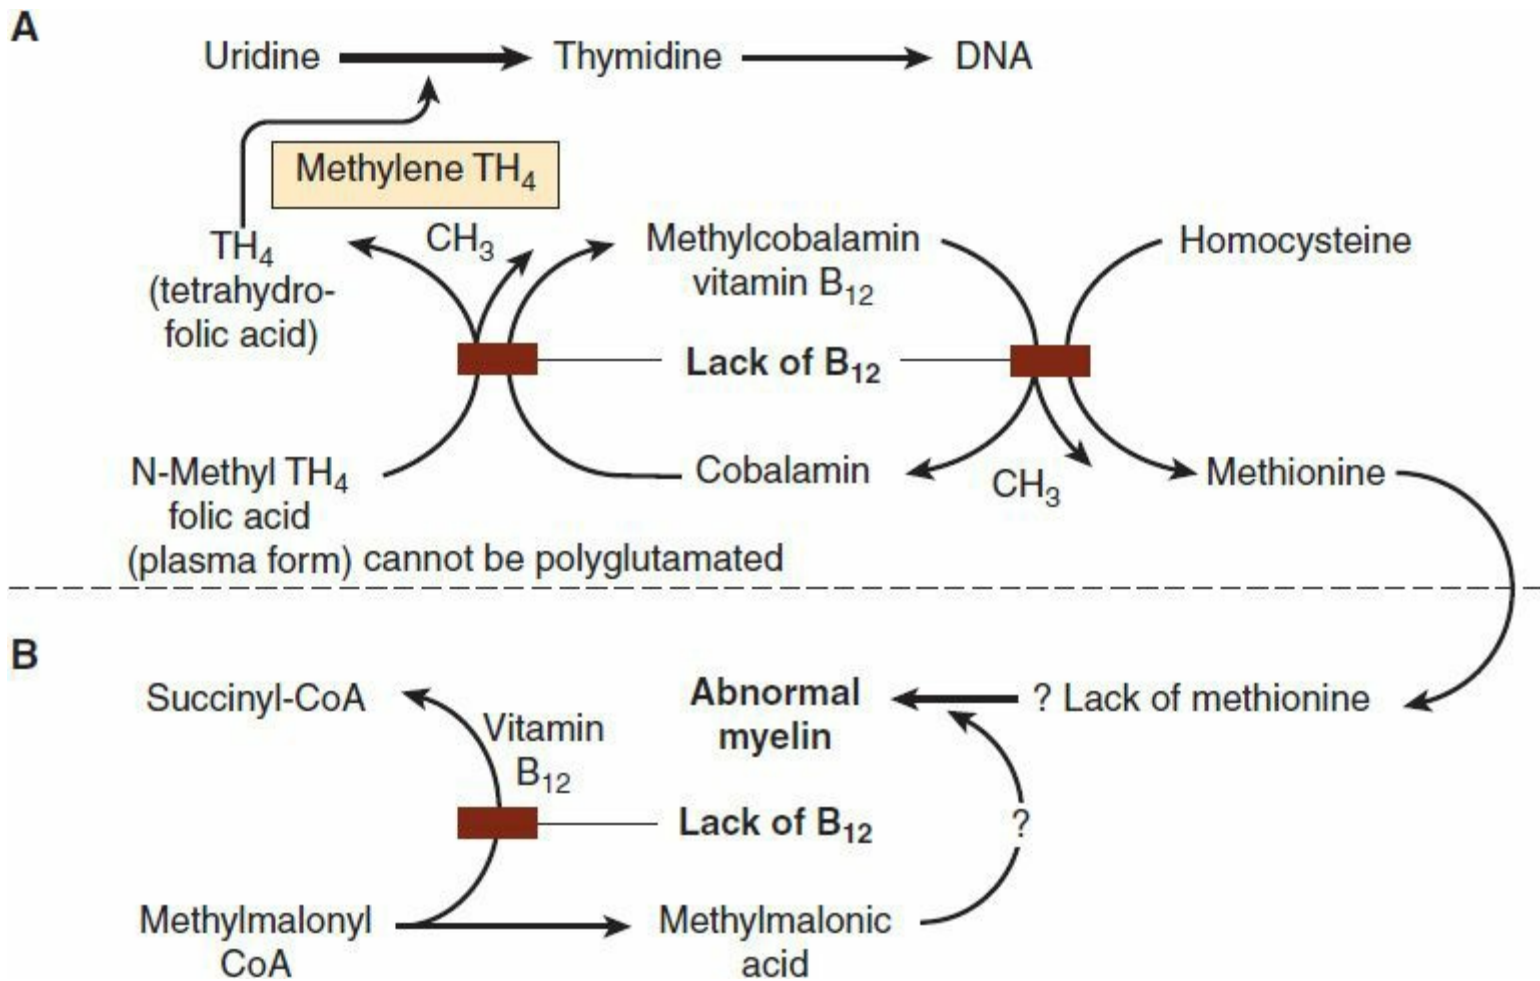 A
Uridine Thymidine DNA
Methylene TH4
TH4
(tetrahydro-
folic acid)
CH3
Methylcobalamin
vitamin B12
Homocysteine
Lack of B12
N-Methyl TH4
folic acid
(plasma form) cannot be polyglutamated
Cobalamin
CH3
Methionine
B
Succinyl-CoA
Vitamin
B12
Abnormal
myelin
? Lack of methionine
Lack of B12
?
Methylmalonyl
CoA
Methylmalonic
acid